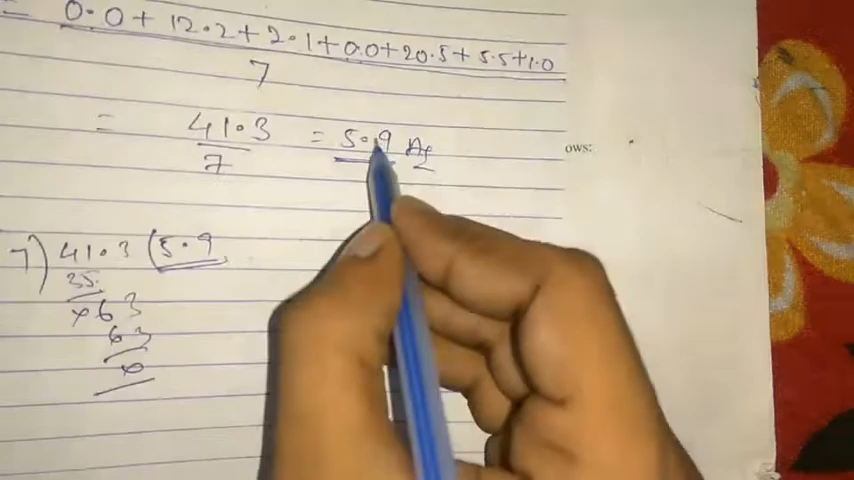 = 0.0 + 12.2 + 2.1 + 0.0 + 20.5 + 5.5 + 1.0
7
= 41.3 = 5.9
7
ows:
7) 41.3 (5.9
35
×63
63
×